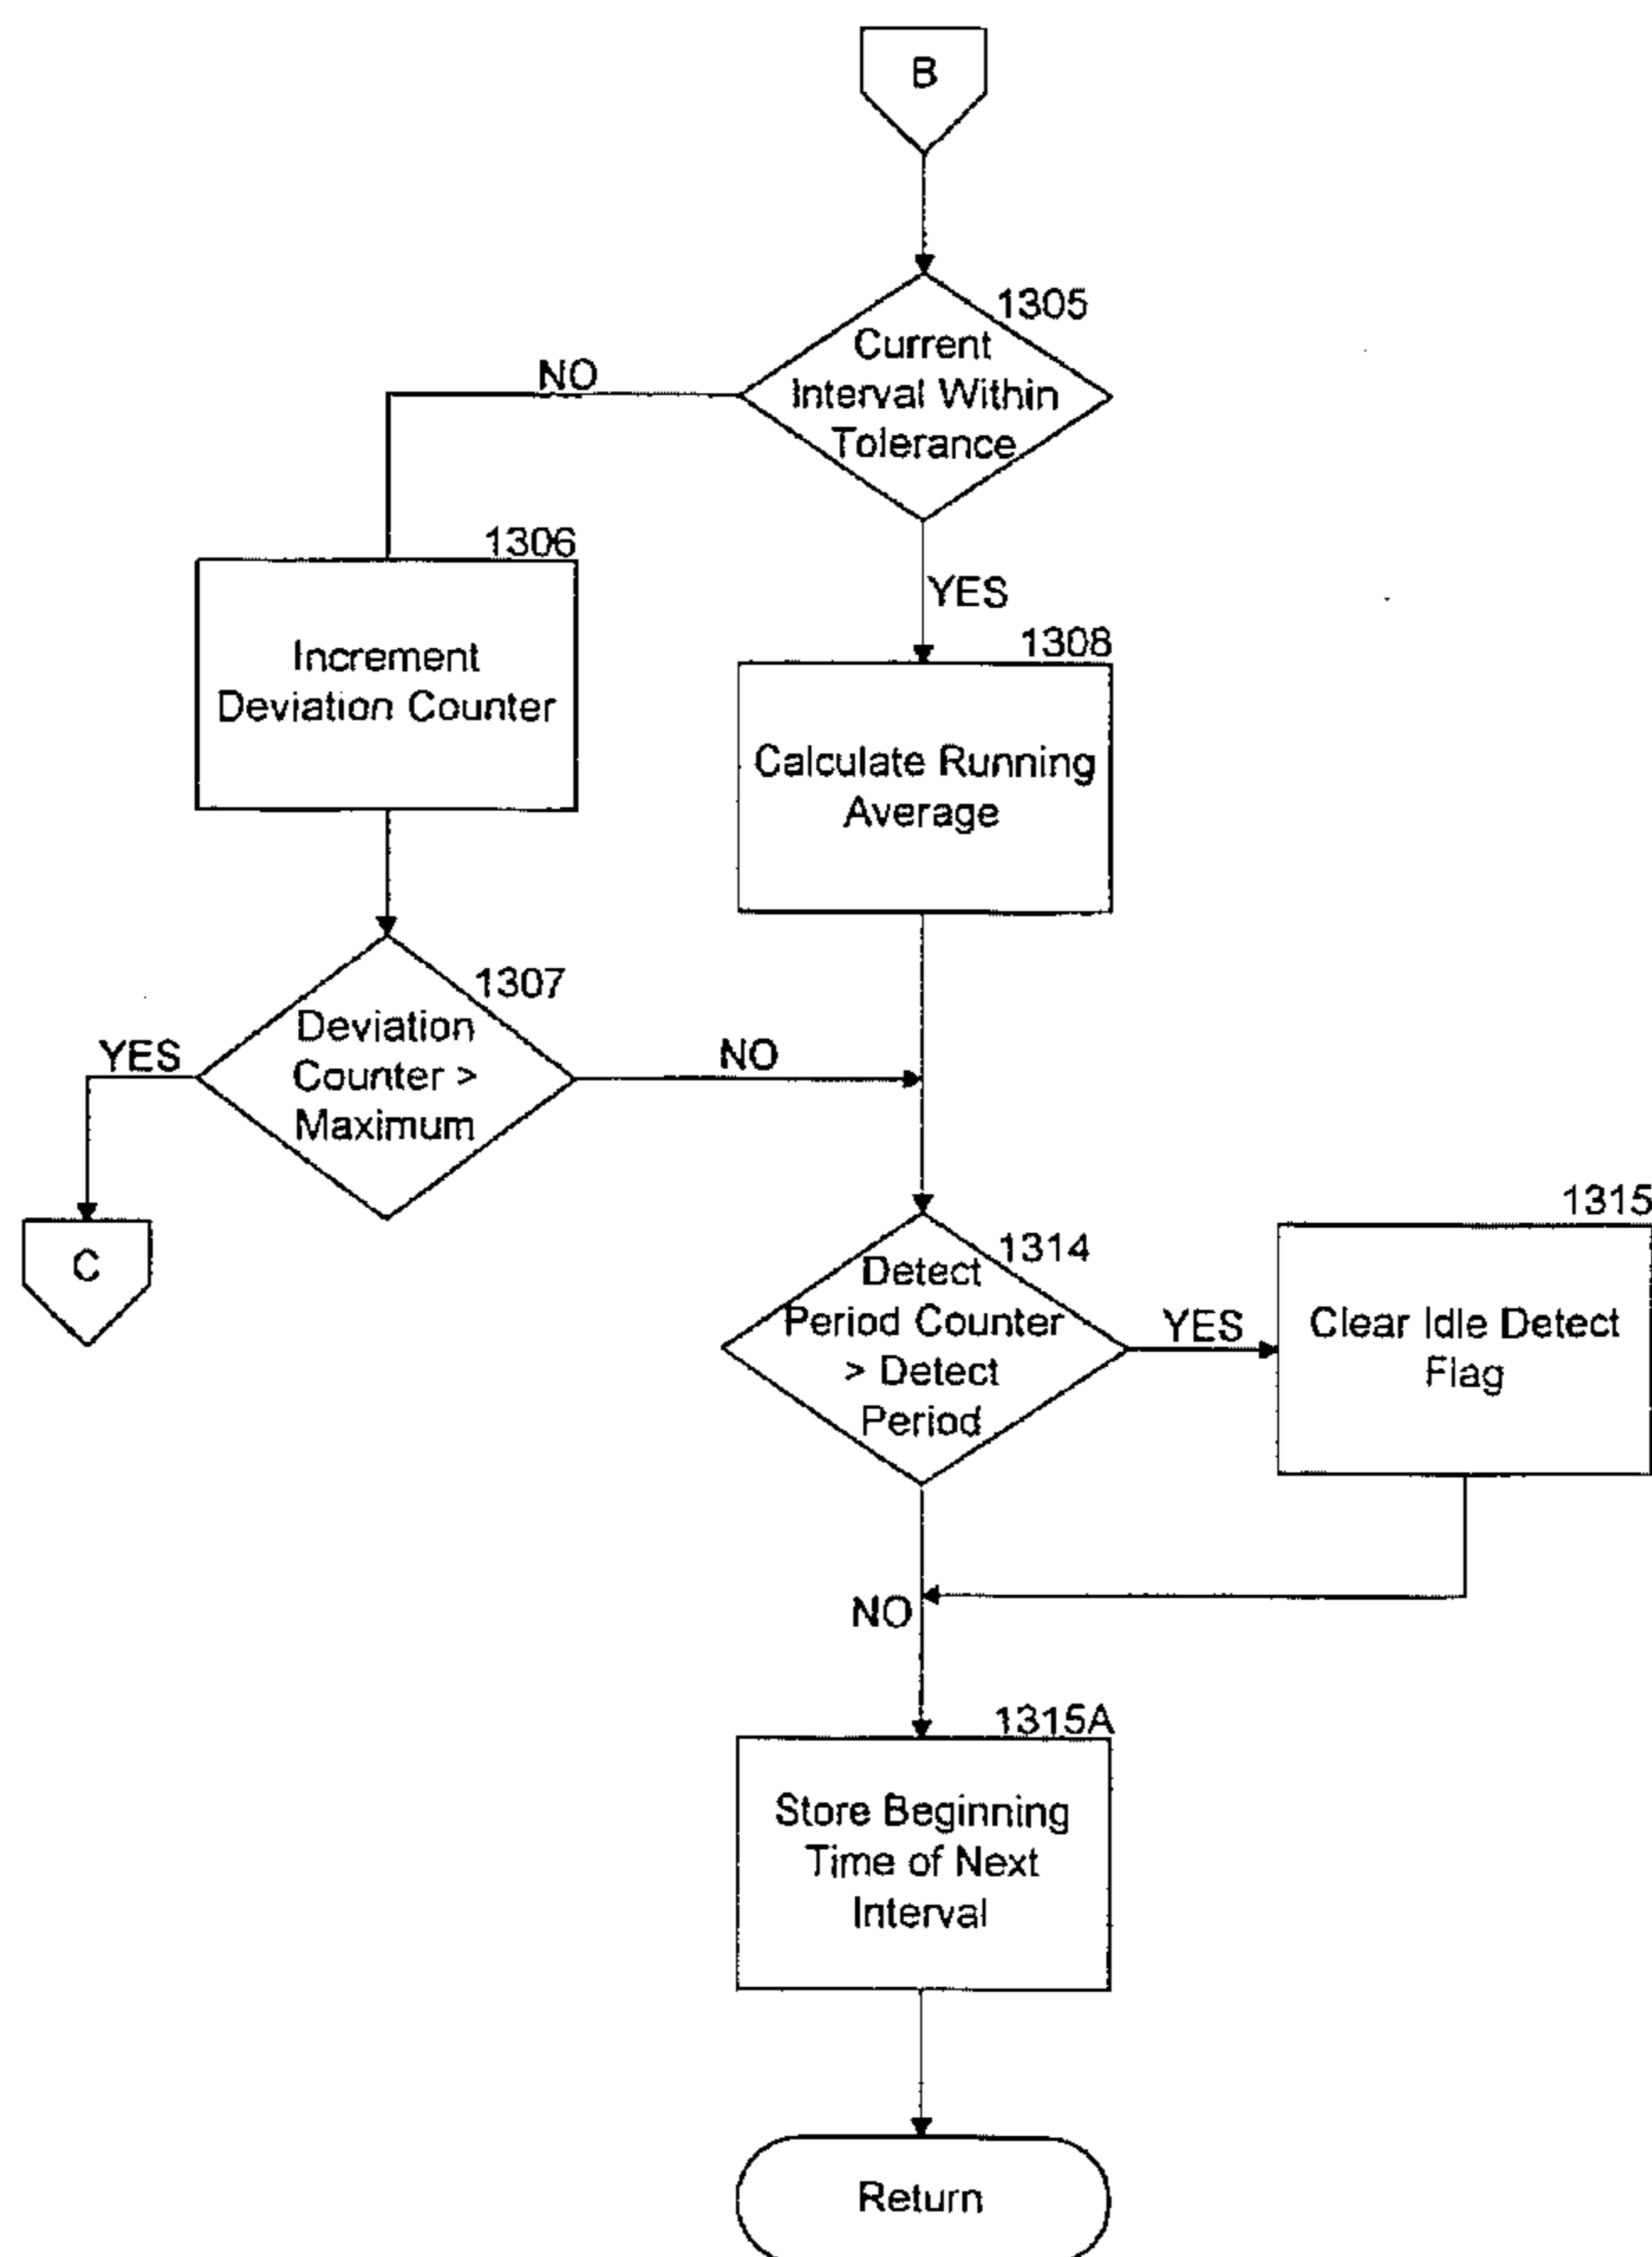 B
1305
Current
Interval Within
Tolerance
NO
YES
1306
Increment
Deviation Counter
1308
Calculate Running
Average
1307
Deviation
Counter >
Maximum
YES
NO
C
1314
Detect
Period Counter
> Detect
Period
YES
1315
Clear Idle Detect
Flag
NO
1315A
Store Beginning
Time of Next
Interval
Return